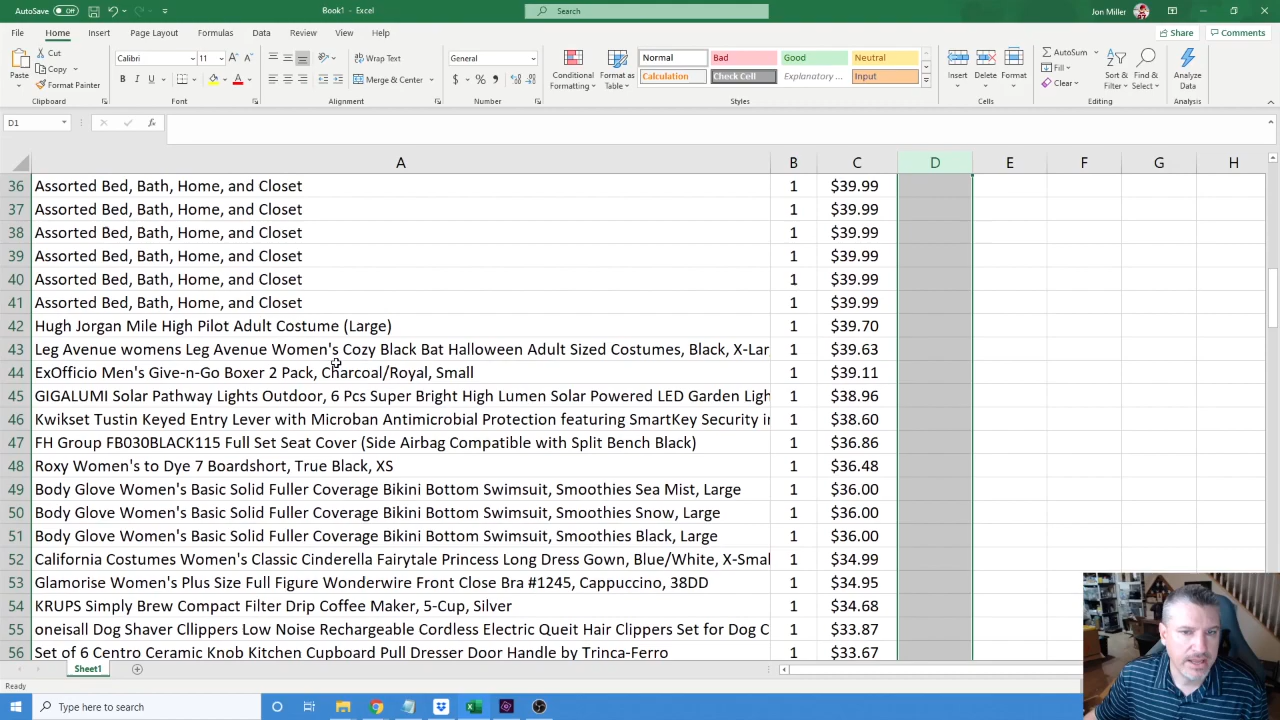 AutoSave Off Book1 - Excel Search Jon Miller
File Home Insert Page Layout Formulas Data Review View Help Share Comments
Paste Cut Copy Format Painter Clipboard
Calibri 11 A A B I U A Font
ab Wrap Text Merge & Center Alignment
General $ % , Number
Conditional Formatting Format as Table Normal Bad Good Neutral Calculation Check Cell Explanatory ... Input Styles
Insert Delete Format Cells
AutoSum Fill Clear Sort & Filter Find & Select Editing
Analyze Data Analysis
D1 fx
A B C D E F G H
36 Assorted Bed, Bath, Home, and Closet 1 $39.99
37 Assorted Bed, Bath, Home, and Closet 1 $39.99
38 Assorted Bed, Bath, Home, and Closet 1 $39.99
39 Assorted Bed, Bath, Home, and Closet 1 $39.99
40 Assorted Bed, Bath, Home, and Closet 1 $39.99
41 Assorted Bed, Bath, Home, and Closet 1 $39.99
42 Hugh Jorgan Mile High Pilot Adult Costume (Large) 1 $39.70
43 Leg Avenue womens Leg Avenue Women's Cozy Black Bat Halloween Adult Sized Costumes, Black, X-Lar 1 $39.63
44 ExOfficio Men's Give-n-Go Boxer 2 Pack, Charcoal/Royal, Small 1 $39.11
45 GIGALUMI Solar Pathway Lights Outdoor, 6 Pcs Super Bright High Lumen Solar Powered LED Garden Ligh 1 $38.96
46 Kwikset Tustin Keyed Entry Lever with Microban Antimicrobial Protection featuring SmartKey Security in 1 $38.60
47 FH Group FB030BLACK115 Full Set Seat Cover (Side Airbag Compatible with Split Bench Black) 1 $36.86
48 Roxy Women's to Dye 7 Boardshort, True Black, XS 1 $36.48
49 Body Glove Women's Basic Solid Fuller Coverage Bikini Bottom Swimsuit, Smoothies Sea Mist, Large 1 $36.00
50 Body Glove Women's Basic Solid Fuller Coverage Bikini Bottom Swimsuit, Smoothies Snow, Large 1 $36.00
51 Body Glove Women's Basic Solid Fuller Coverage Bikini Bottom Swimsuit, Smoothies Black, Large 1 $36.00
52 California Costumes Women's Classic Cinderella Fairytale Princess Long Dress Gown, Blue/White, X-Small 1 $34.99
53 Glamorise Women's Plus Size Full Figure Wonderwire Front Close Bra #1245, Cappuccino, 38DD 1 $34.95
54 KRUPS Simply Brew Compact Filter Drip Coffee Maker, 5-Cup, Silver 1 $34.68
55 oneisall Dog Shaver Cllippers Low Noise Rechargeable Cordless Electric Queit Hair Clippers Set for Dog C 1 $33.87
56 Set of 6 Centro Ceramic Knob Kitchen Cupboard Pull Dresser Door Handle by Trinca-Ferro 1 $33.67
Sheet1
Ready
Type here to search